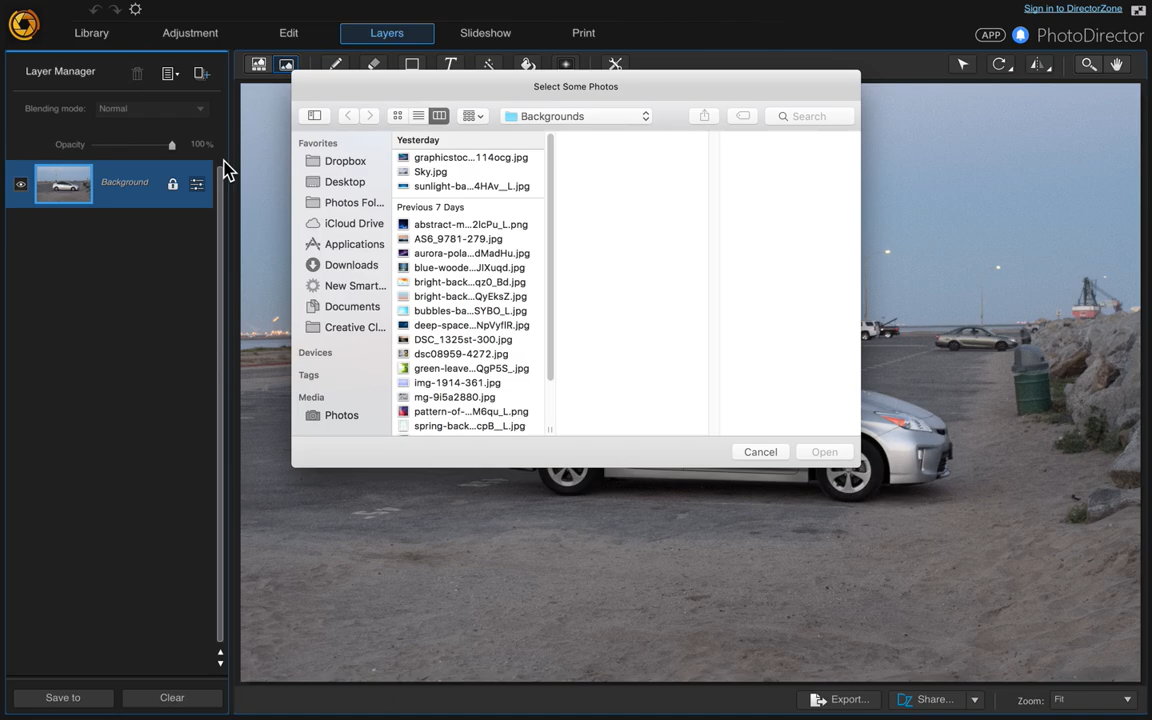 Sign in to DirectorZone
Library
Adjustment
Edit
Layers
Slideshow
Print
APP
PhotoDirector
Layer Manager
Blending mode:
Normal
Opacity
100%
Background
Select Some Photos
Backgrounds
Search
Favorites
Dropbox
Desktop
Photos Fol...
iCloud Drive
Applications
Downloads
New Smart...
Documents
Creative Cl...
Devices
Tags
Media
Photos
Yesterday
graphicstoc...114ocg.jpg
Sky.jpg
sunlight-ba...4HAv__L.jpg
Previous 7 Days
abstract-m...2lcPu_L.png
AS6_9781-279.jpg
aurora-pola...dMadHu.jpg
blue-woode...JIXuqd.jpg
bright-back...qz0_Bd.jpg
bright-back...QyEksZ.jpg
bubbles-ba...SYBO_L.jpg
deep-space...NpVyfIR.jpg
DSC_1325st-300.jpg
dsc08959-4272.jpg
green-leave...QgP5S_.jpg
img-1914-361.jpg
mg-9i5a2880.jpg
pattern-of-...M6qu_L.png
spring-back...cpB__L.jpg
Cancel
Open
Save to
Clear
Export...
Share...
Zoom:
Fit